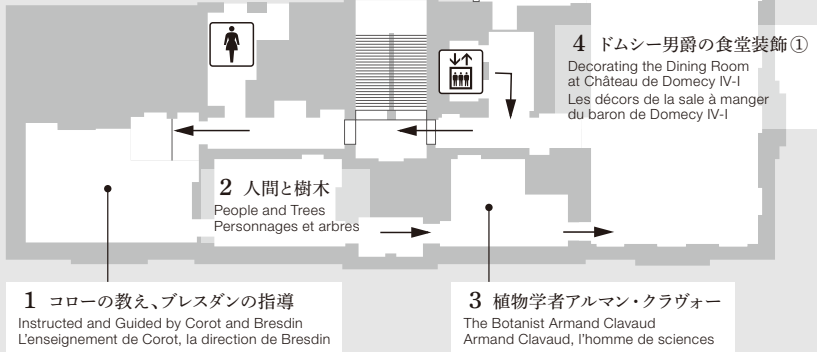 4 ドムシー男爵の食堂装飾①
Decorating the Dining Room
at Château de Domecy IV-I
Les décors de la sale à manger
du baron de Domecy IV-I
2 人間と樹木
People and Trees
Personnages et arbres
1 コローの教え、ブレスダンの指導
Instructed and Guided by Corot and Bresdin
L'enseignement de Corot, la direction de Bresdin
3 植物学者アルマン・クラヴォー
The Botanist Armand Clavaud
Armand Clavaud, l'homme de sciences